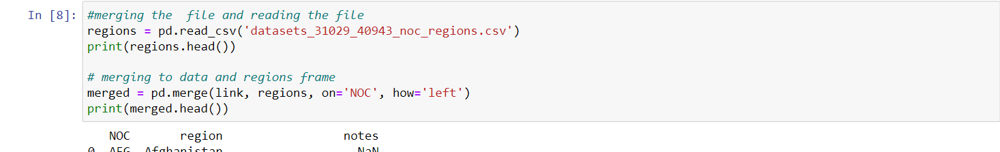 In [8]: #merging the  file and reading the file
regions = pd.read_csv('datasets_31029_40943_noc_regions.csv')
print(regions.head())
# merging to data and regions frame
merged = pd.merge(link, regions, on='NOC', how='left')
print(merged.head())
NOC region notes
0 AFG Afghanistan NaN